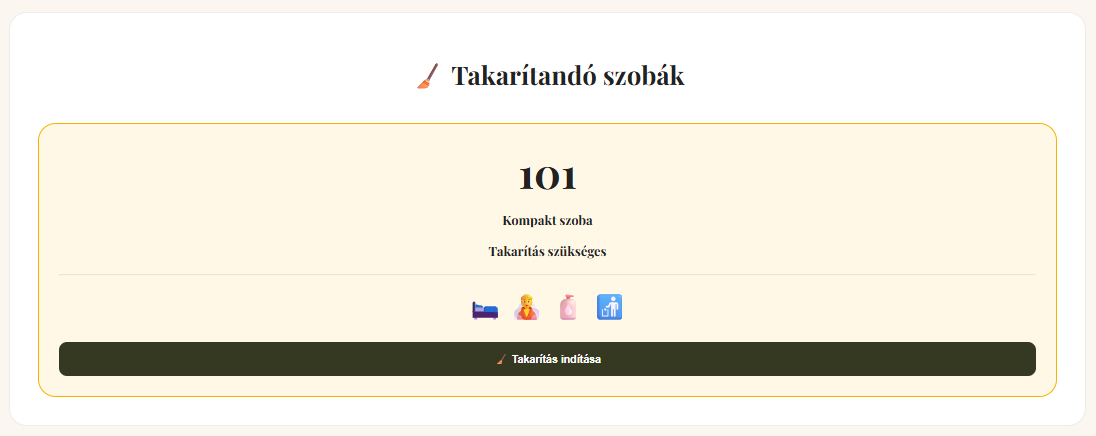 Takarítandó szobák
101
Kompakt szoba
Takarítás szükséges
Takarítás indítása